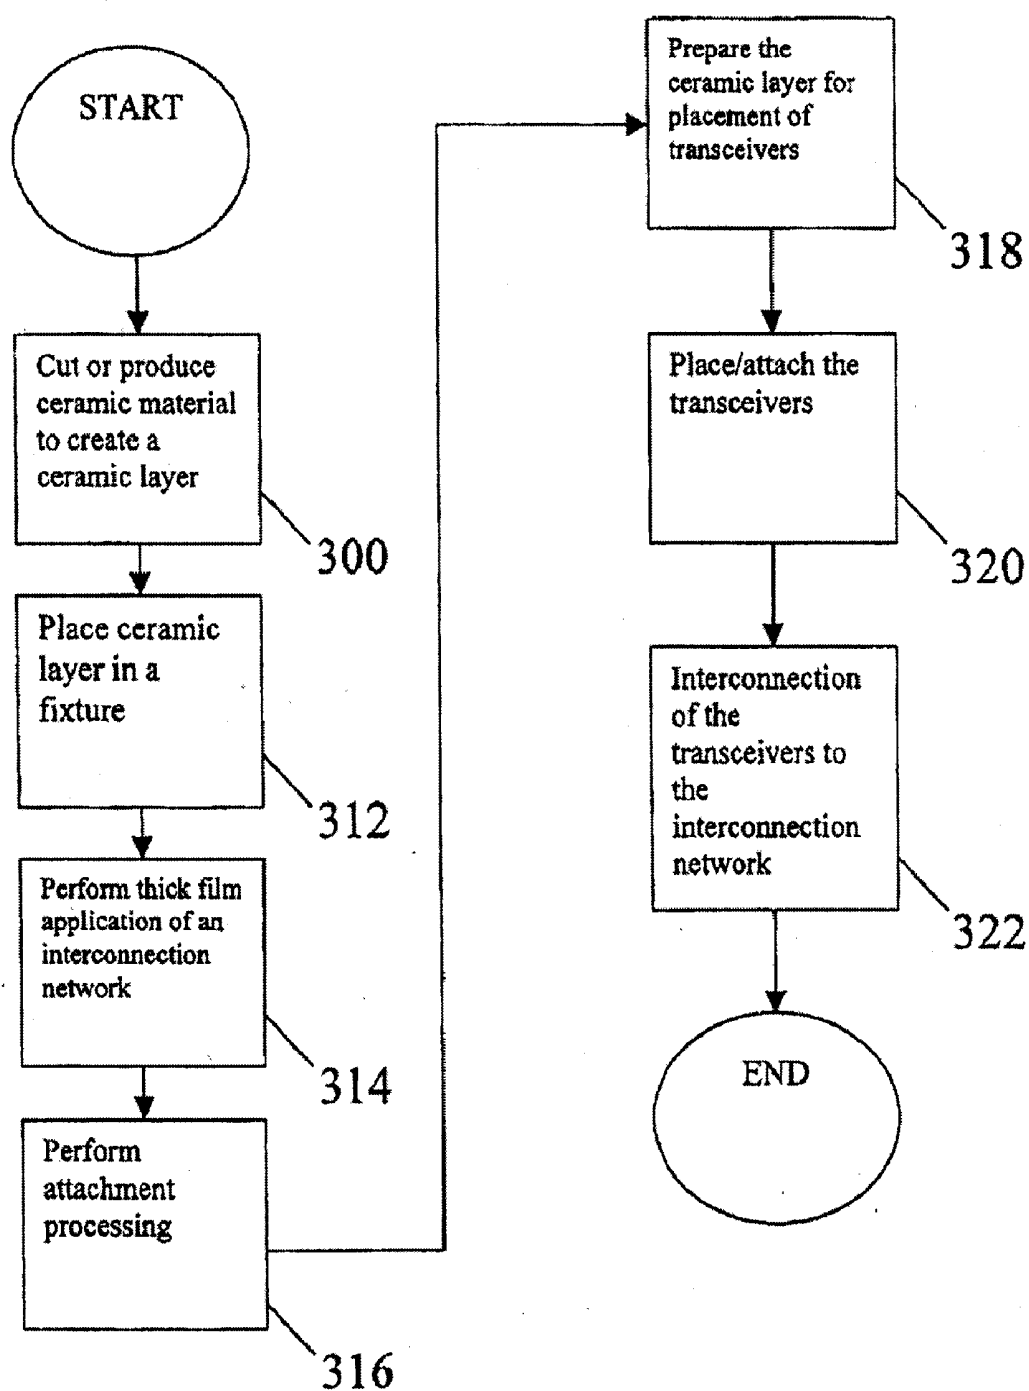 START
Cut or produce
ceramic material
to create a
ceramic layer
300
Place ceramic
layer in a
fixture
312
Perform thick film
application of an
interconnection
network
314
Perform
attachment
processing
316
Prepare the
ceramic layer for
placement of
transceivers
318
Place/attach the
transceivers
320
Interconnection
of the
transceivers to
the
interconnection
network
322
END